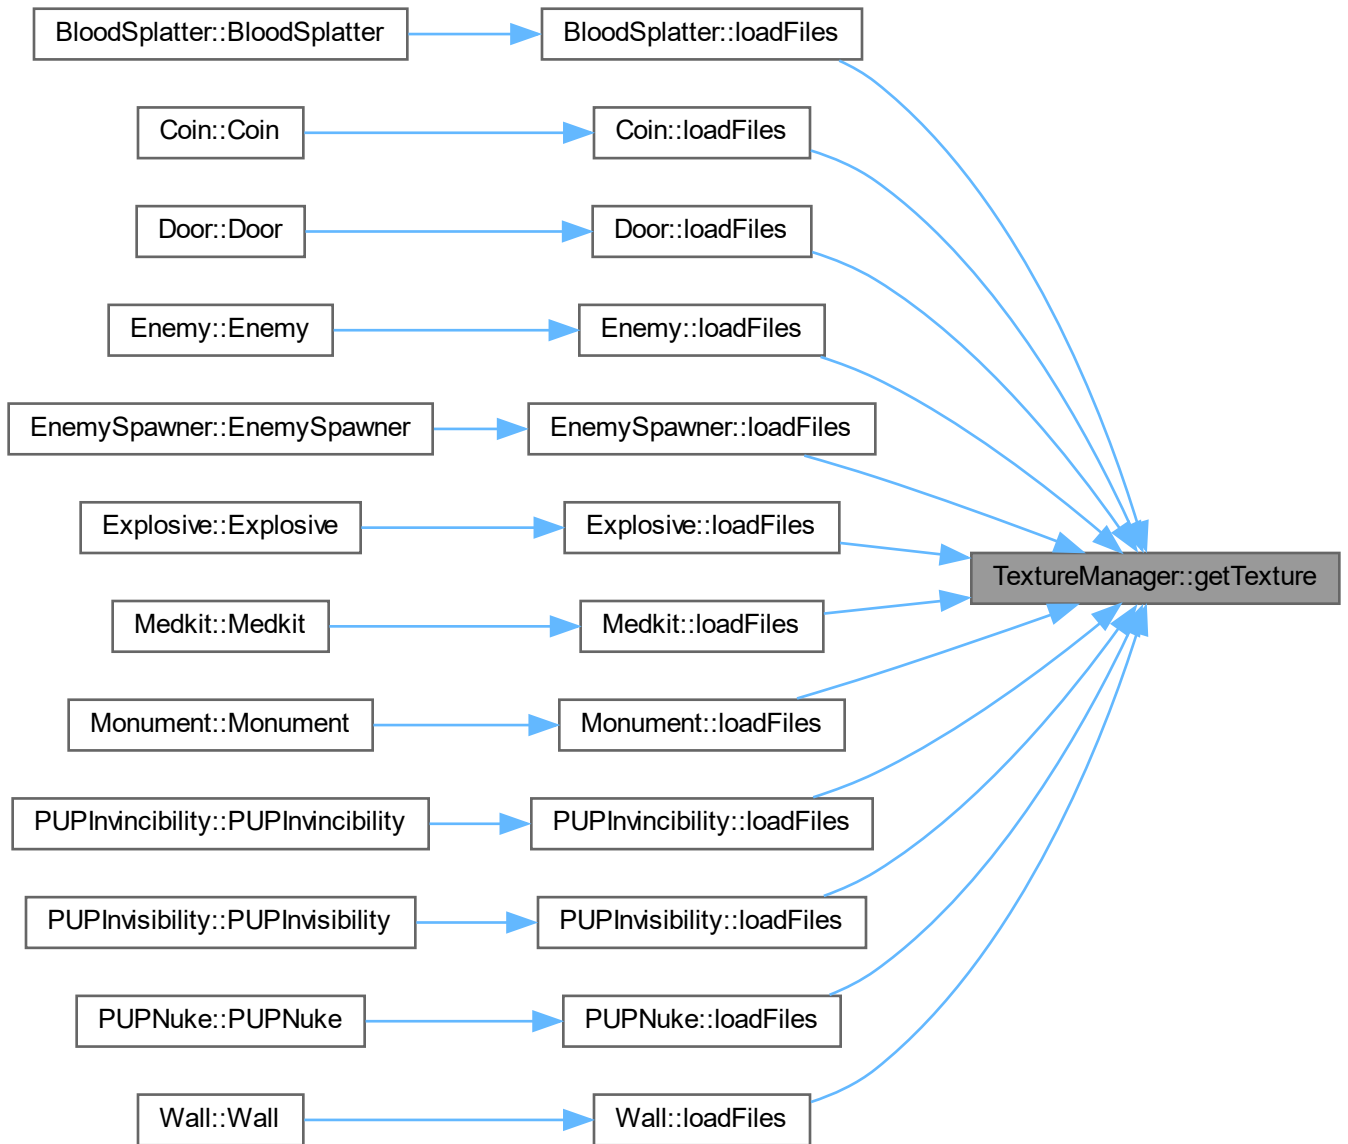 BloodSplatter::BloodSplatter
BloodSplatter::loadFiles
Coin::Coin
Coin::loadFiles
Door::Door
Door::loadFiles
Enemy::Enemy
Enemy::loadFiles
EnemySpawner::EnemySpawner
EnemySpawner::loadFiles
Explosive::Explosive
Explosive::loadFiles
TextureManager::getTexture
Medkit::Medkit
Medkit::loadFiles
Monument::Monument
Monument::loadFiles
PUPInvincibility::PUPInvincibility
PUPInvincibility::loadFiles
PUPInvisibility::PUPInvisibility
PUPInvisibility::loadFiles
PUPNuke::PUPNuke
PUPNuke::loadFiles
Wall::Wall
Wall::loadFiles